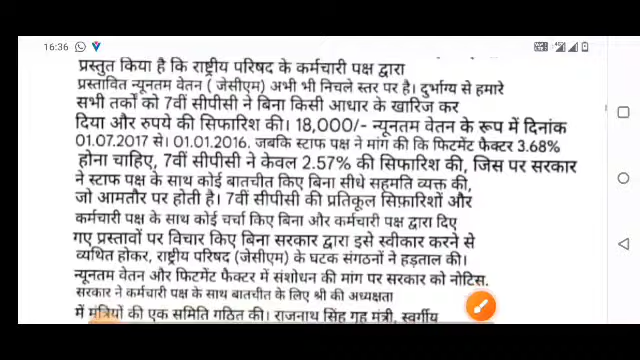 16:36
प्रस्तुत किया है कि राष्ट्रीय परिषद के कर्मचारी पक्ष द्वारा
प्रस्तावित न्यूनतम वेतन ( जेसीएम) अभी भी निचले स्तर पर है। दुर्भाग्य से हमारे
सभी तर्कों को 7वीं सीपीसी ने बिना किसी आधार के खारिज कर
दिया और रुपये की सिफारिश की। 18,000/- न्यूनतम वेतन के रूप में दिनांक
01.07.2017 से। 01.01.2016. जबकि स्टाफ पक्ष ने मांग की कि फिटमेंट फैक्टर 3.68%
होना चाहिए, 7वीं सीपीसी ने केवल 2.57% की सिफारिश की, जिस पर सरकार
ने स्टाफ पक्ष के साथ कोई बातचीत किए बिना सीधे सहमति व्यक्त की,
जो आमतौर पर होती है। 7वीं सीपीसी की प्रतिकूल सिफ़ारिशों और
कर्मचारी पक्ष के साथ कोई चर्चा किए बिना और कर्मचारी पक्ष द्वारा दिए
गए प्रस्तावों पर विचार किए बिना सरकार द्वारा इसे स्वीकार करने से
व्यथित होकर, राष्ट्रीय परिषद (जेसीएम) के घटक संगठनों ने हड़ताल की।
न्यूनतम वेतन और फिटमेंट फैक्टर में संशोधन की मांग पर सरकार को नोटिस.
सरकार ने कर्मचारी पक्ष के साथ बातचीत के लिए श्री की अध्यक्षता
में मंत्रियों की एक समिति गठित की। राजनाथ सिंह गृह मंत्री, स्वर्गीय